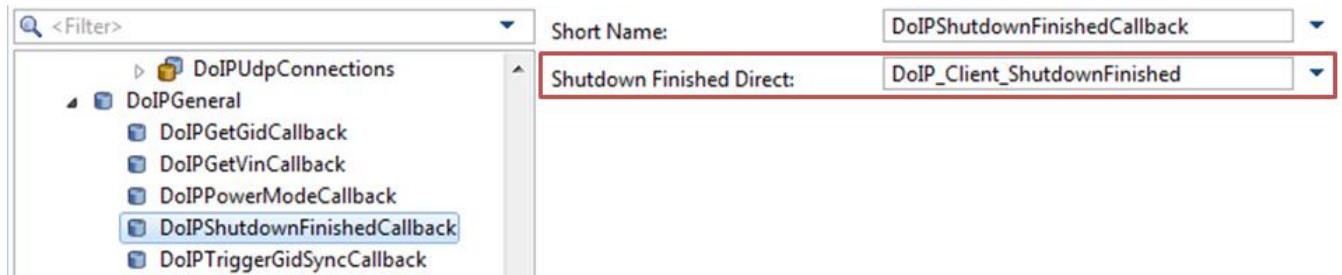 <Filter>
DoIPUdpConnections
DoIPGeneral
DoIPGetGidCallback
DoIPGetVinCallback
DoIPPowerModeCallback
DoIPShutdownFinishedCallback
DoIPTriggerGidSyncCallback
Short Name: DoIPShutdownFinishedCallback
Shutdown Finished Direct: DoIP_Client_ShutdownFinished